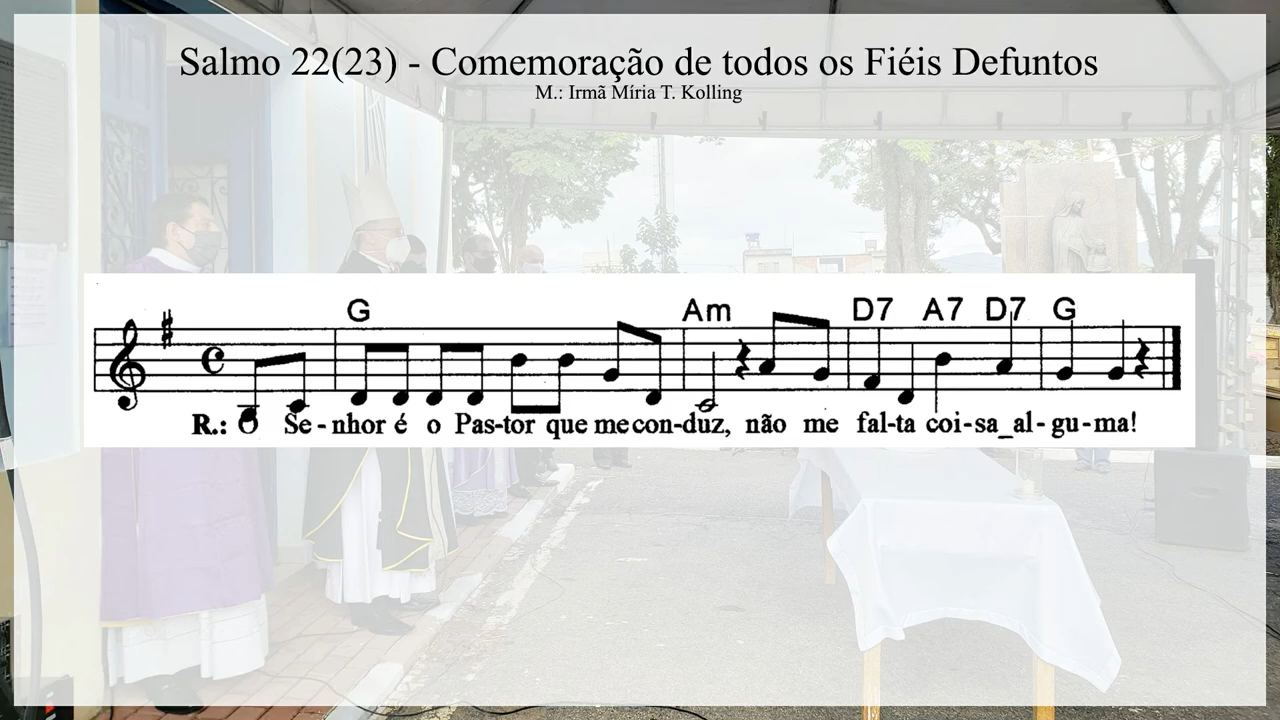 Salmo 22(23) - Comemoração de todos os Fiéis Defuntos
M.: Irmã Míria T. Kolling
G Am D7 A7 D7 G
R.: O Se-nhor é o Pas-tor que me con-duz, não me fal-ta coi-sa_al-gu-ma!